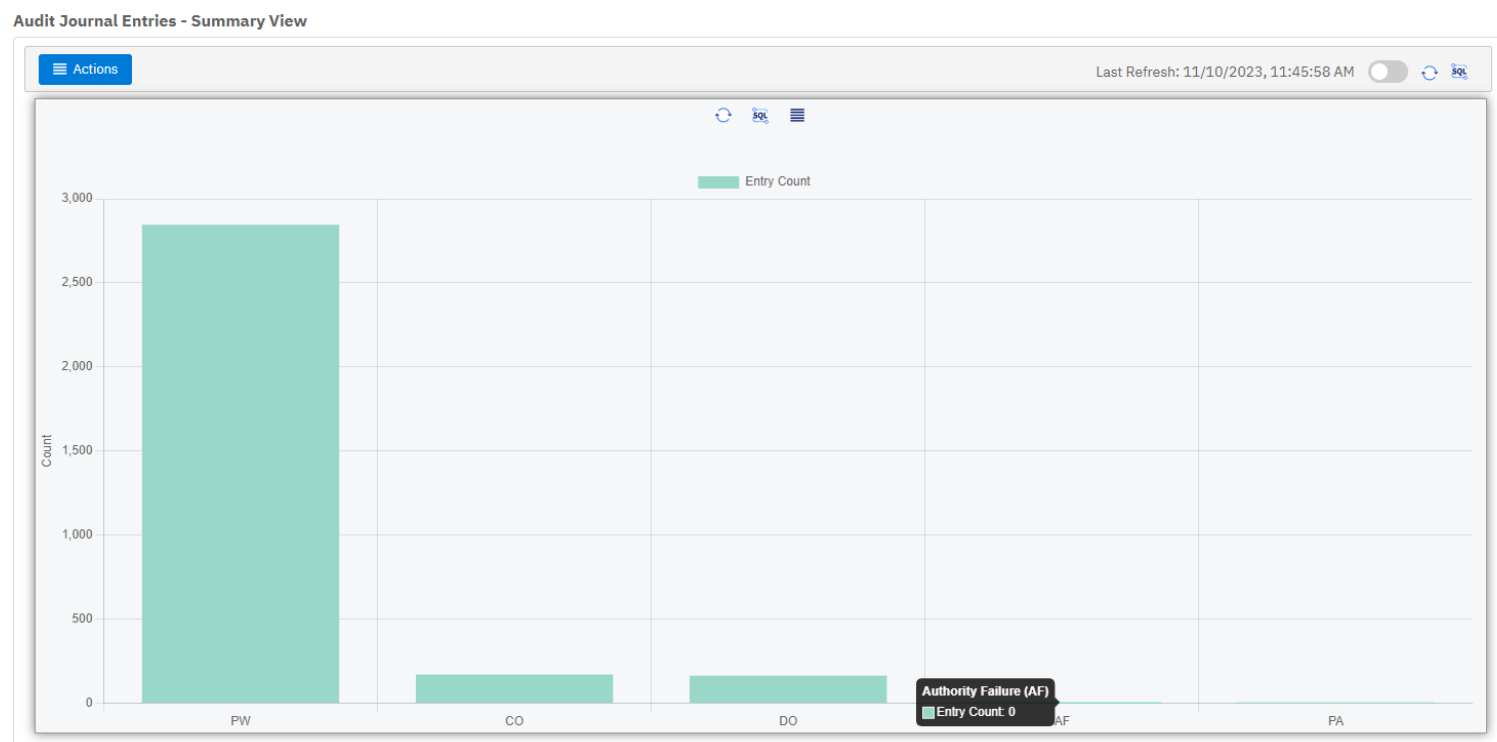 Audit Journal Entries - Summary View
Actions
Last Refresh: 11/10/2023, 11:45:58 AM
SQL
SQL
Entry Count
3,000
2,500
2,000
1,500
1,000
500
0
Count
Authority Failure (AF)
Entry Count: 0
PW
CO
DO
AF
PA